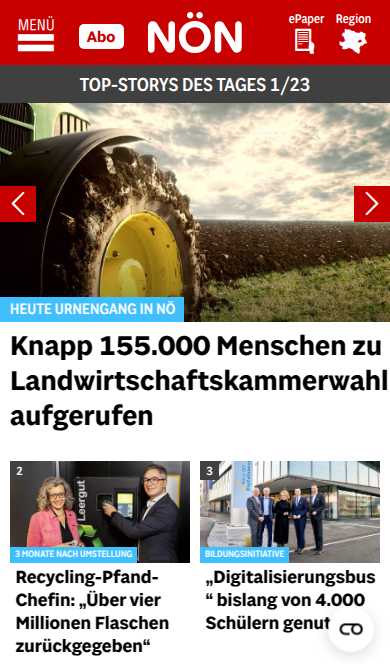 MENÜ
Abo
NÖN
ePaper
Region
TOP-STORYS DES TAGES 1/23
HEUTE URNENGANG IN NÖ
Knapp 155.000 Menschen zu
Landwirtschaftskammerwahl
aufgerufen
2
Leergut
3 MONATE NACH UMSTELLUNG
Recycling-Pfand-
Chefin: „Über vier
Millionen Flaschen
zurückgegeben“
3
BILDUNGSINITIATIVE
„Digitalisierungsbus
“ bislang von 4.000
Schülern genut